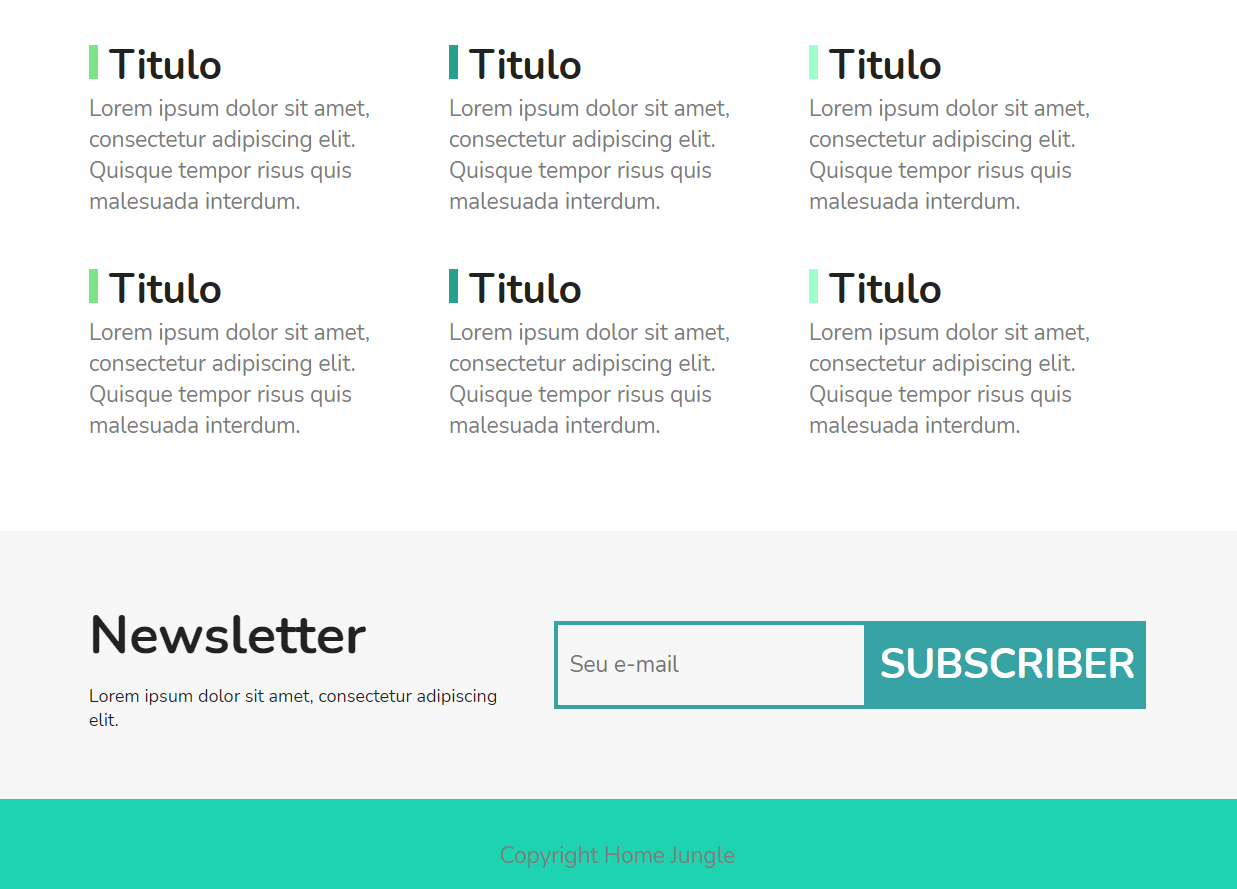 Titulo
Lorem ipsum dolor sit amet,
consectetur adipiscing elit.
Quisque tempor risus quis
malesuada interdum.
Titulo
Lorem ipsum dolor sit amet,
consectetur adipiscing elit.
Quisque tempor risus quis
malesuada interdum.
Titulo
Lorem ipsum dolor sit amet,
consectetur adipiscing elit.
Quisque tempor risus quis
malesuada interdum.
Titulo
Lorem ipsum dolor sit amet,
consectetur adipiscing elit.
Quisque tempor risus quis
malesuada interdum.
Titulo
Lorem ipsum dolor sit amet,
consectetur adipiscing elit.
Quisque tempor risus quis
malesuada interdum.
Titulo
Lorem ipsum dolor sit amet,
consectetur adipiscing elit.
Quisque tempor risus quis
malesuada interdum.
Newsletter
Lorem ipsum dolor sit amet, consectetur adipiscing
elit.
Seu e-mail
SUBSCRIBER
Copyright Home Jungle